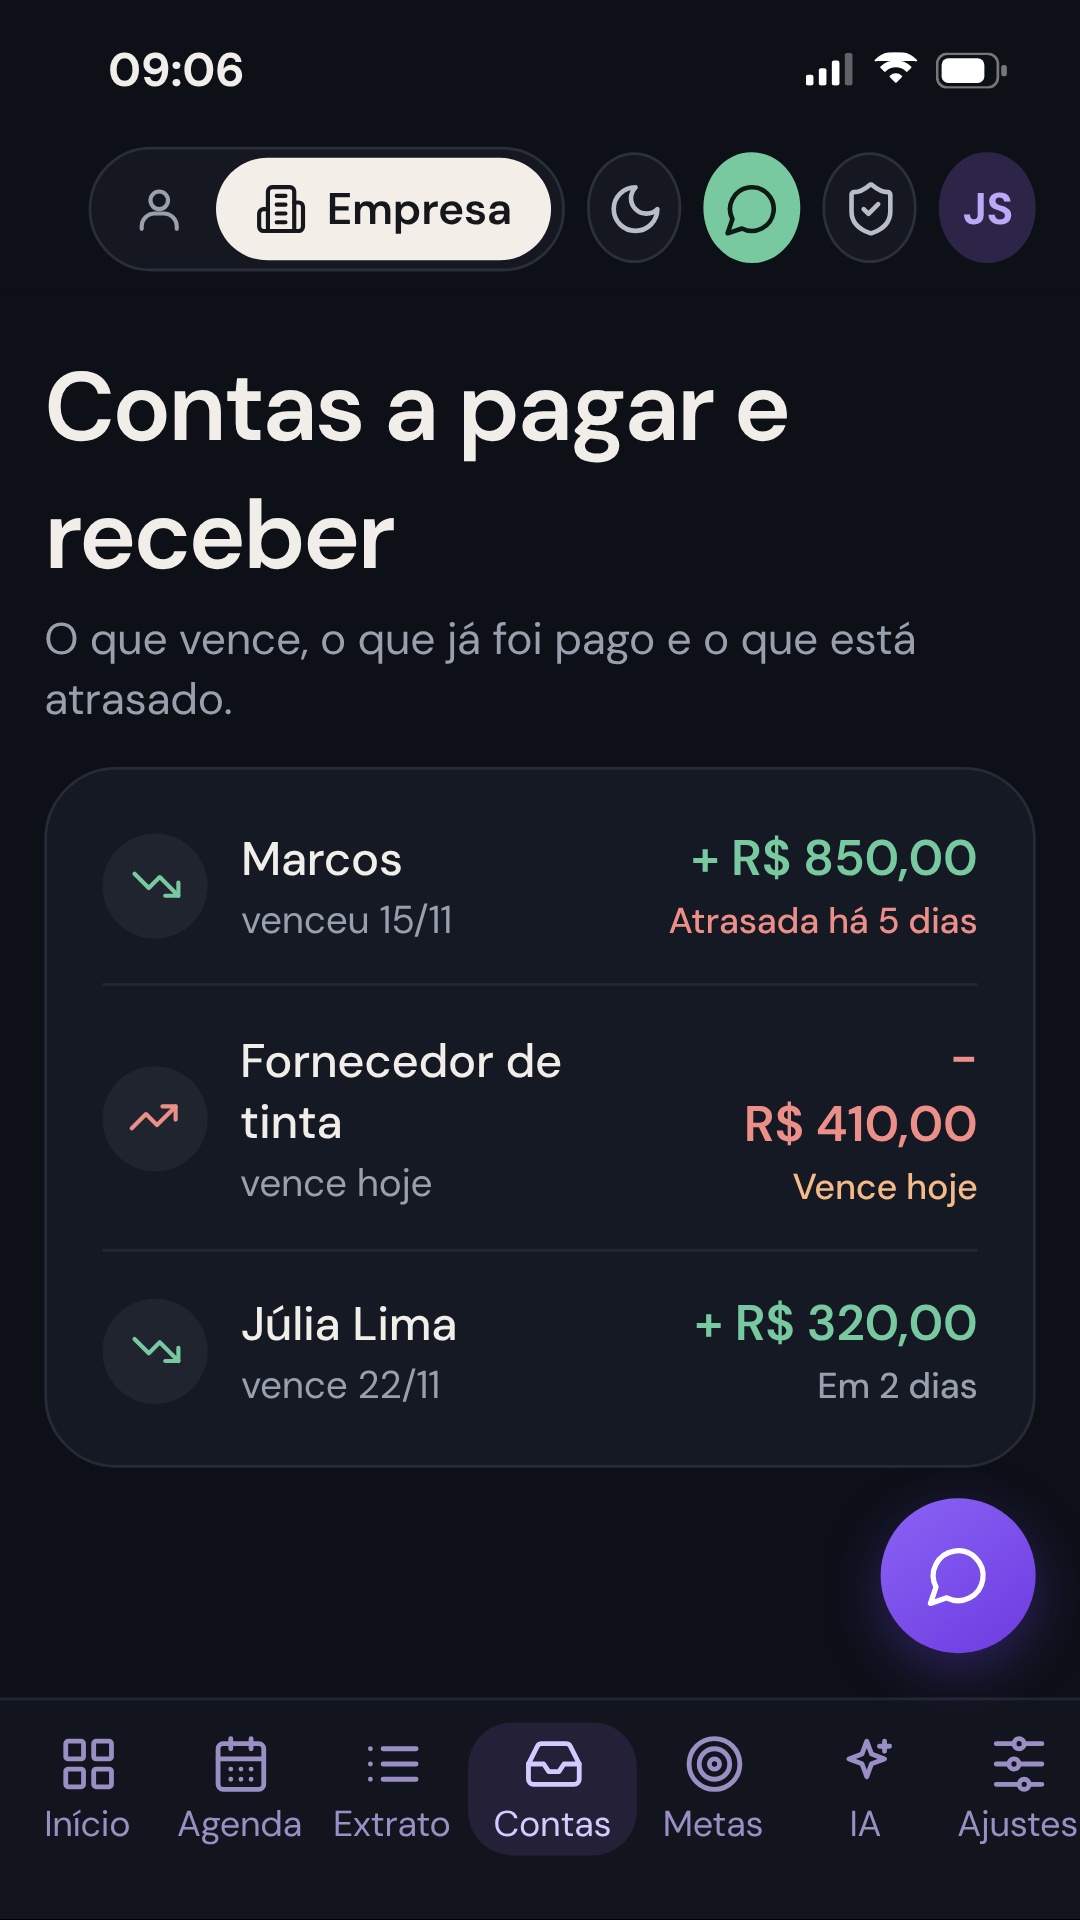 09:06
Empresa
JS
Contas a pagar e
receber
O que vence, o que já foi pago e o que está
atrasado.
Marcos
+ R$ 850,00
venceu 15/11
Atrasada há 5 dias
Fornecedor de
tinta
−
R$ 410,00
vence hoje
Vence hoje
Júlia Lima
+ R$ 320,00
vence 22/11
Em 2 dias
Início
Agenda
Extrato
Contas
Metas
IA
Ajustes